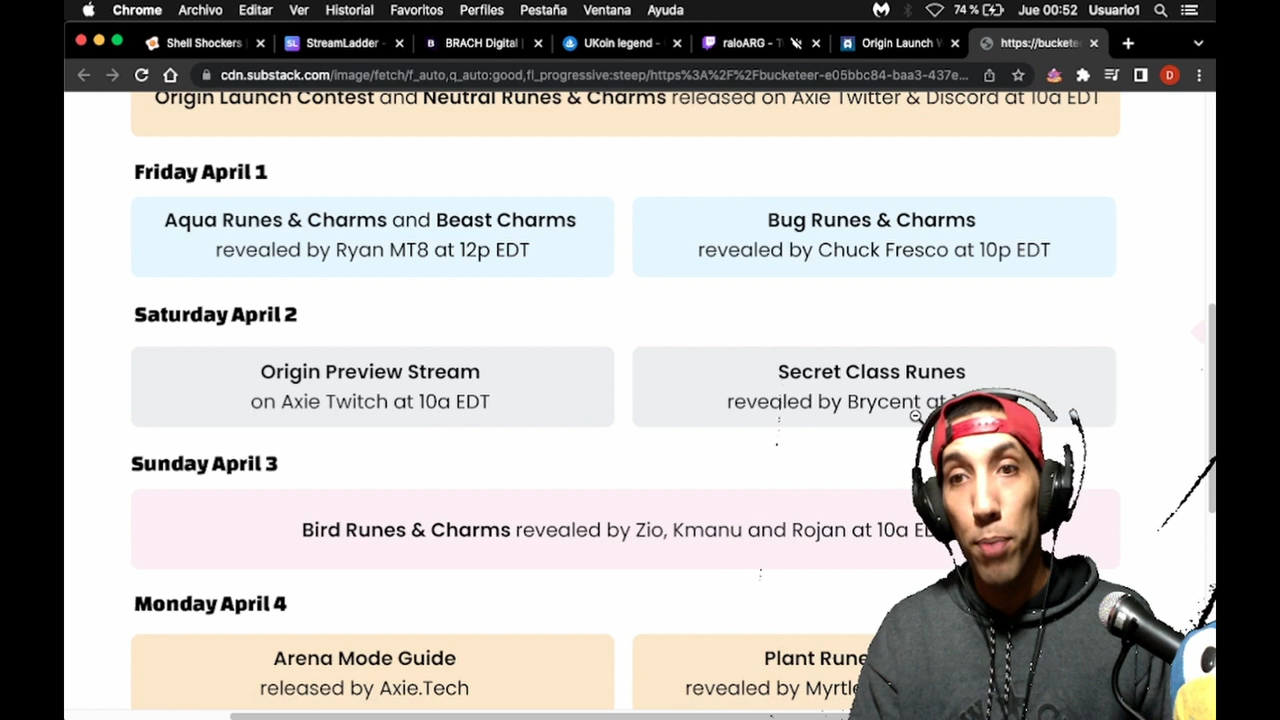 Chrome Archivo Editar Ver Historial Favoritos Perfiles Pestaña Ventana Ayuda 74 % Jue 00:52 Usuario1
Shell Shockers StreamLadder - BRACH Digital UKoin legend - raloARG - Origin Launch https://bucketee
cdn.substack.com/image/fetch/f_auto,q_auto:good,fl_progressive:steep/https%3A%2F%2Fbucketeer-e05bbc84-baa3-437e... D
Origin Launch Contest and Neutral Runes & Charms released on Axie Twitter & Discord at 10a EDT
Friday April 1
Aqua Runes & Charms and Beast Charms
revealed by Ryan MT8 at 12p EDT
Bug Runes & Charms
revealed by Chuck Fresco at 10p EDT
Saturday April 2
Origin Preview Stream
on Axie Twitch at 10a EDT
Secret Class Runes
revealed by Brycent at
Sunday April 3
Bird Runes & Charms revealed by Zio, Kmanu and Rojan at 10a
Monday April 4
Arena Mode Guide
released by Axie.Tech
Plant Rune
revealed by Myrtle